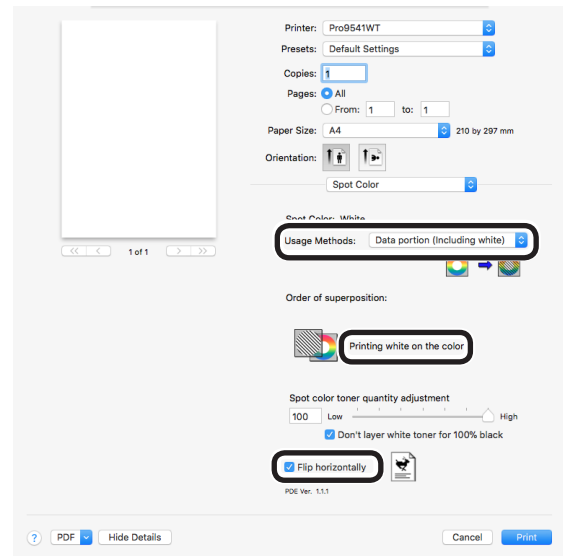 Printer: Pro9541WT
Presets: Default Settings
Copies: 1
Pages: All
From: 1 to: 1
Paper Size: A4 210 by 297 mm
Orientation:
Spot Color
Spot Color: White
Usage Methods: Data portion (Including white)
<< < 1 of 1 > >>
Order of superposition:
Printing white on the color
Spot color toner quantity adjustment
100 Low High
Don't layer white toner for 100% black
Flip horizontally
PDE Ver. 1.1.1
? PDF Hide Details Cancel Print